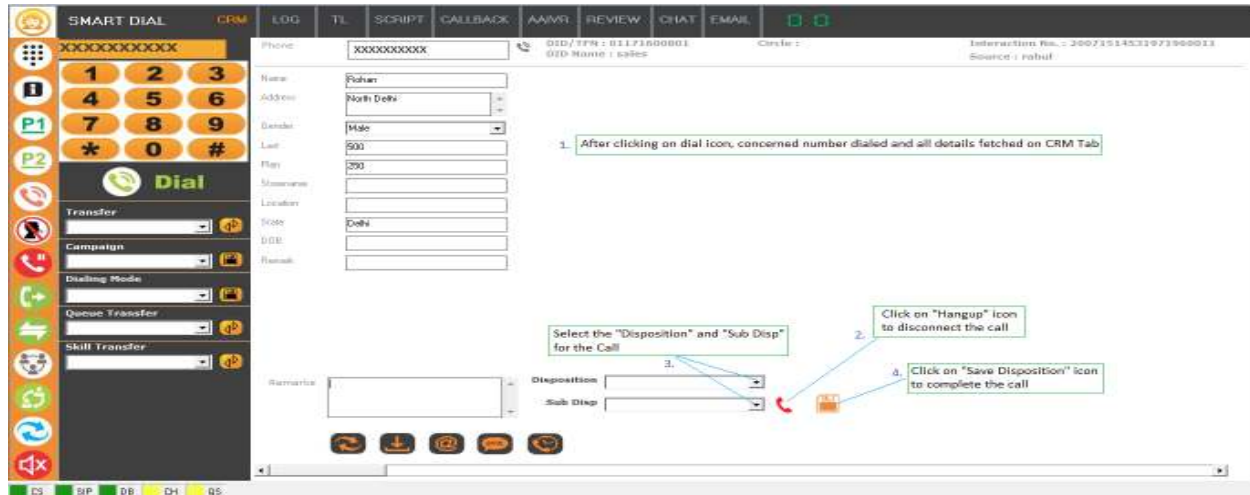 SMART DIAL CRM LOG TL SCRIPT CALLBACK AAIVR REVIEW CHAT EMAIL
XXXXXXXXXX
1 2 3
4 5 6
7 8 9
* 0 #
Dial
P1
P2
Transfer
Campaign
Dialing Mode
Queue Transfer
Skill Transfer
Phone XXXXXXXXXX DID/TFN : 01171600001 Circle : Interaction No. :
DID Name : sales Source : rahul
Name Rohan
Address North Delhi
Gender Male
Last 500
Plan 250
Location
State Delhi
DOB
Remark
1. After clicking on dial icon, concerned number dialed and all details fetched on CRM Tab
Click on "Hangup" icon
2. to disconnect the call
Select the "Disposition" and "Sub Disp"
for the Call
3.
4. Click on "Save Disposition" icon
to complete the call
Remarks
Disposition
Sub Disp
CS SIP DB CH QS